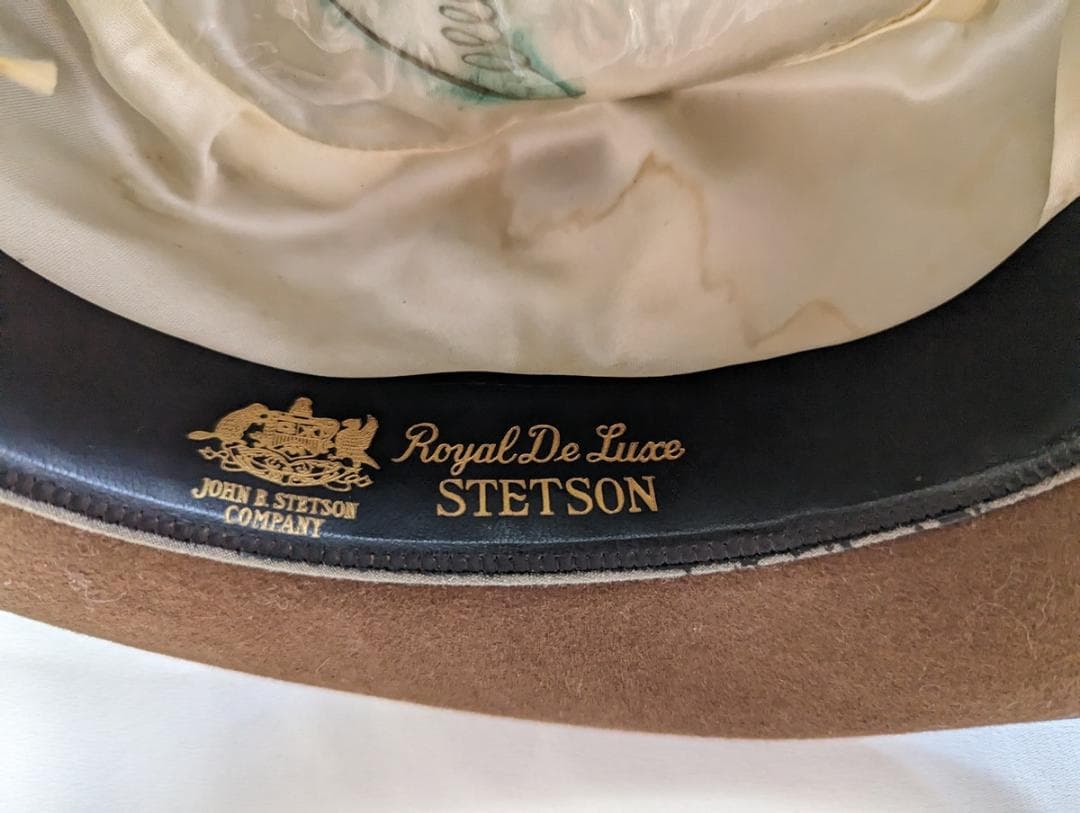 Royal De Luxe
STETSON
JOHN B. STETSON
COMPANY